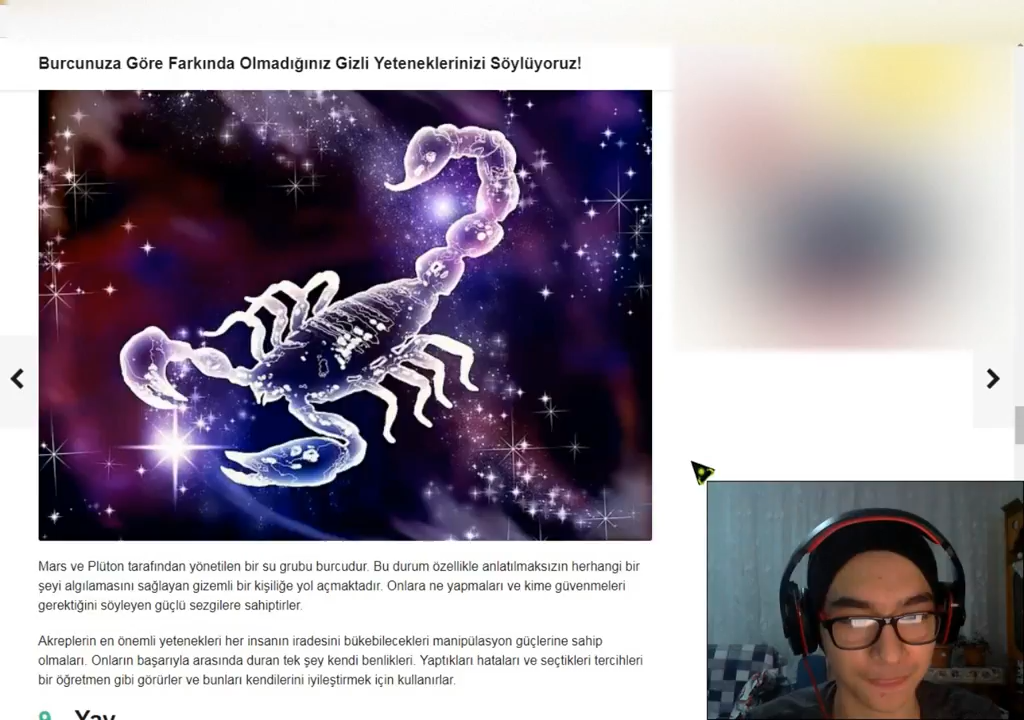 Burcunuza Göre Farkında Olmadığınız Gizli Yeteneklerinizi Söylüyoruz!
Mars ve Plüton tarafından yönetilen bir su grubu burcudur. Bu durum özellikle anlatılmaksızın herhangi bir
şeyi algılamasını sağlayan gizemli bir kişiliğe yol açmaktadır. Onlara ne yapmaları ve kime güvenmeleri
gerektiğini söyleyen güçlü sezgilere sahiptirler.
Akreplerin en önemli yetenekleri her insanın iradesini bükebilecekleri manipülasyon güçlerine sahip
olmaları. Onların başarıyla arasında duran tek şey kendi benlikleri. Yaptıkları hataları ve seçtikleri tercihleri
bir öğretmen gibi görürler ve bunları kendilerini iyileştirmek için kullanırlar.
9 Yay